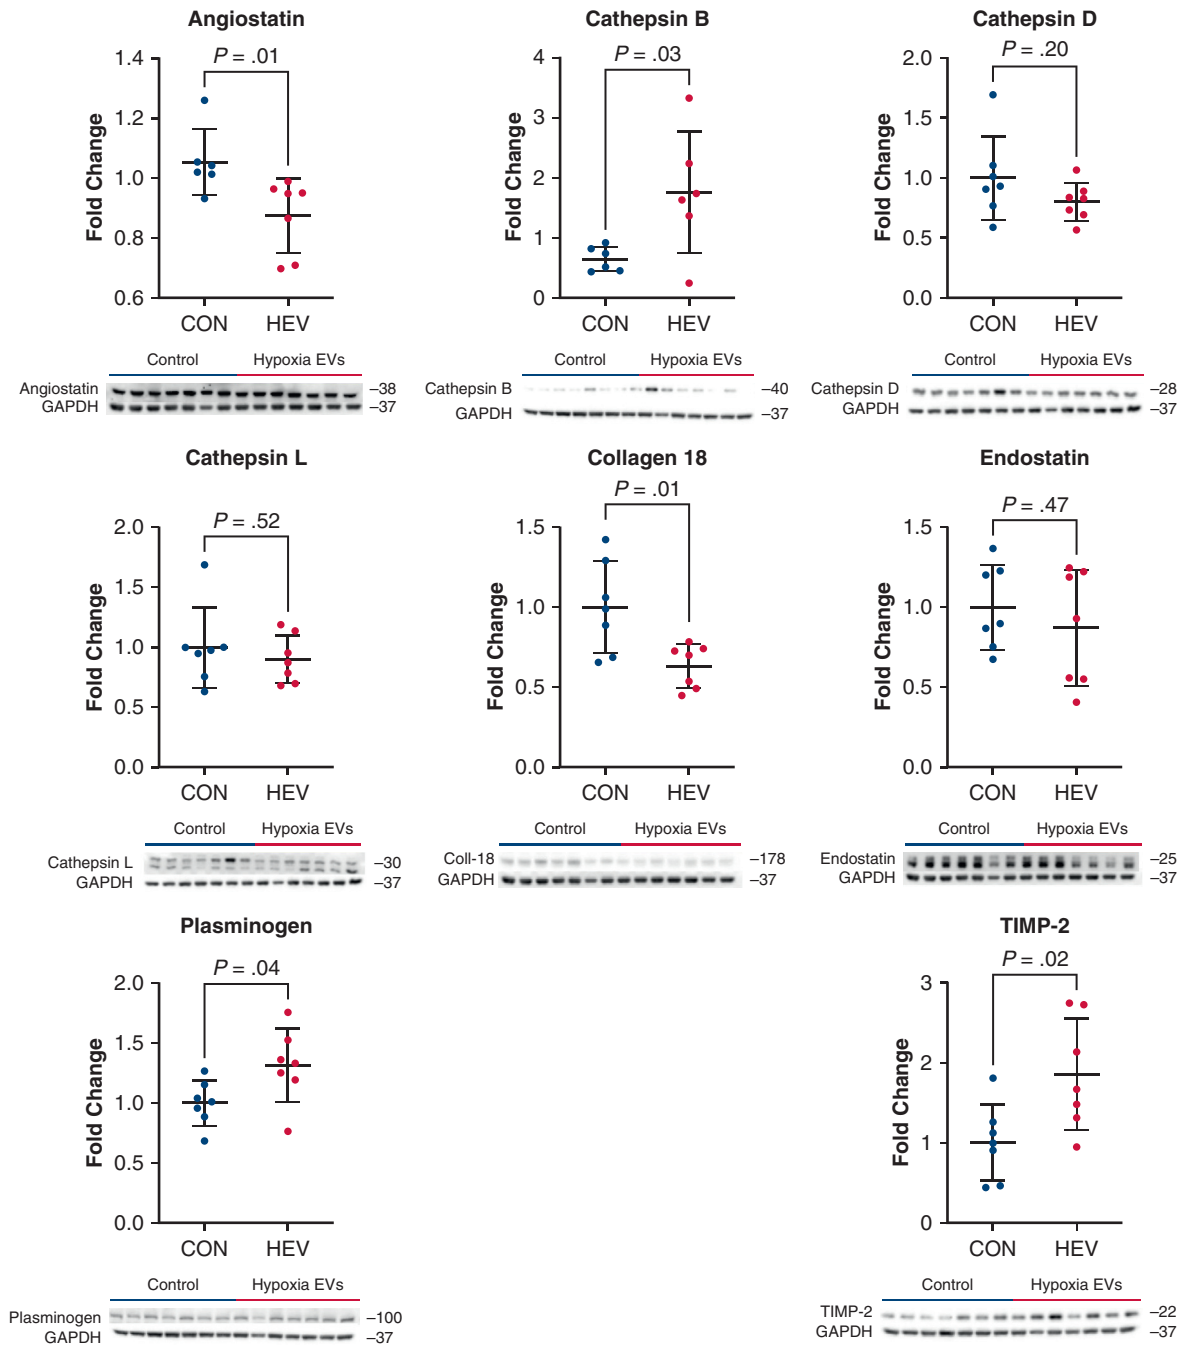 Angiostatin
P = .01
Fold Change
1.4
1.2
1.0
0.8
0.6
CON HEV
Control Hypoxia EVs
Angiostatin –38
GAPDH –37
Cathepsin B
P = .03
Fold Change
4
3
2
1
0
CON HEV
Control Hypoxia EVs
Cathepsin B –40
GAPDH –37
Cathepsin D
P = .20
Fold Change
2.0
1.5
1.0
0.5
0.0
CON HEV
Control Hypoxia EVs
Cathepsin D –28
GAPDH –37
Cathepsin L
P = .52
Fold Change
2.0
1.5
1.0
0.5
0.0
CON HEV
Control Hypoxia EVs
Cathepsin L –30
GAPDH –37
Collagen 18
P = .01
Fold Change
1.5
1.0
0.5
0.0
CON HEV
Control Hypoxia EVs
Coll-18 –178
GAPDH –37
Endostatin
P = .47
Fold Change
1.5
1.0
0.5
0.0
CON HEV
Control Hypoxia EVs
Endostatin –25
GAPDH –37
Plasminogen
P = .04
Fold Change
2.0
1.5
1.0
0.5
0.0
CON HEV
Control Hypoxia EVs
Plasminogen –100
GAPDH –37
TIMP-2
P = .02
Fold Change
3
2
1
0
CON HEV
Control Hypoxia EVs
TIMP-2 –22
GAPDH –37